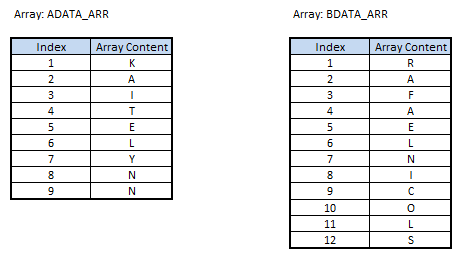 Array: ADATA_ARR Array: BDATA_ARR
Index Array Content Index Array Content
1 K 1 R
2 A 2 A
3 I 3 F
4 T 4 A
5 E 5 E
6 L 6 L
7 Y 7 N
8 N 8 I
9 N 9 C
10 O
11 L
12 S